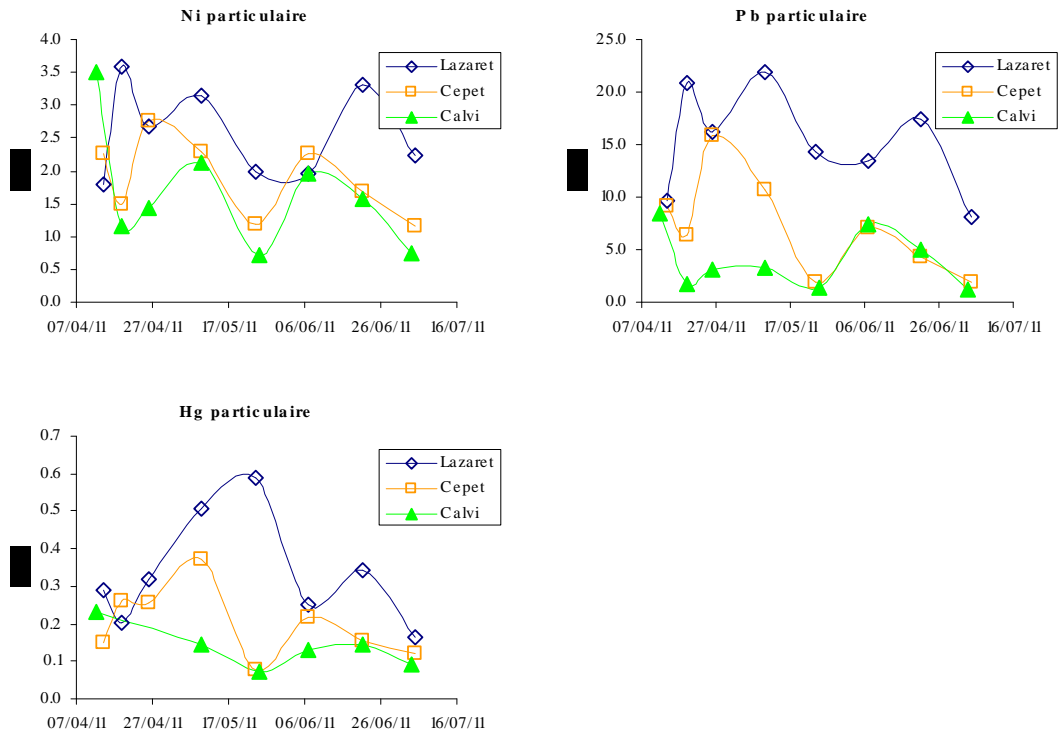 Ni particulaire
4.0
3.5
3.0
2.5
2.0
1.5
1.0
0.5
0.0
07/04/11 27/04/11 17/05/11 06/06/11 26/06/11 16/07/11
Lazaret
Cepet
Calvi
Pb particulaire
25.0
20.0
15.0
10.0
5.0
0.0
07/04/11 27/04/11 17/05/11 06/06/11 26/06/11 16/07/11
Lazaret
Cepet
Calvi
Hg particulaire
0.7
0.6
0.5
0.4
0.3
0.2
0.1
0.0
07/04/11 27/04/11 17/05/11 06/06/11 26/06/11 16/07/11
Lazaret
Cepet
Calvi